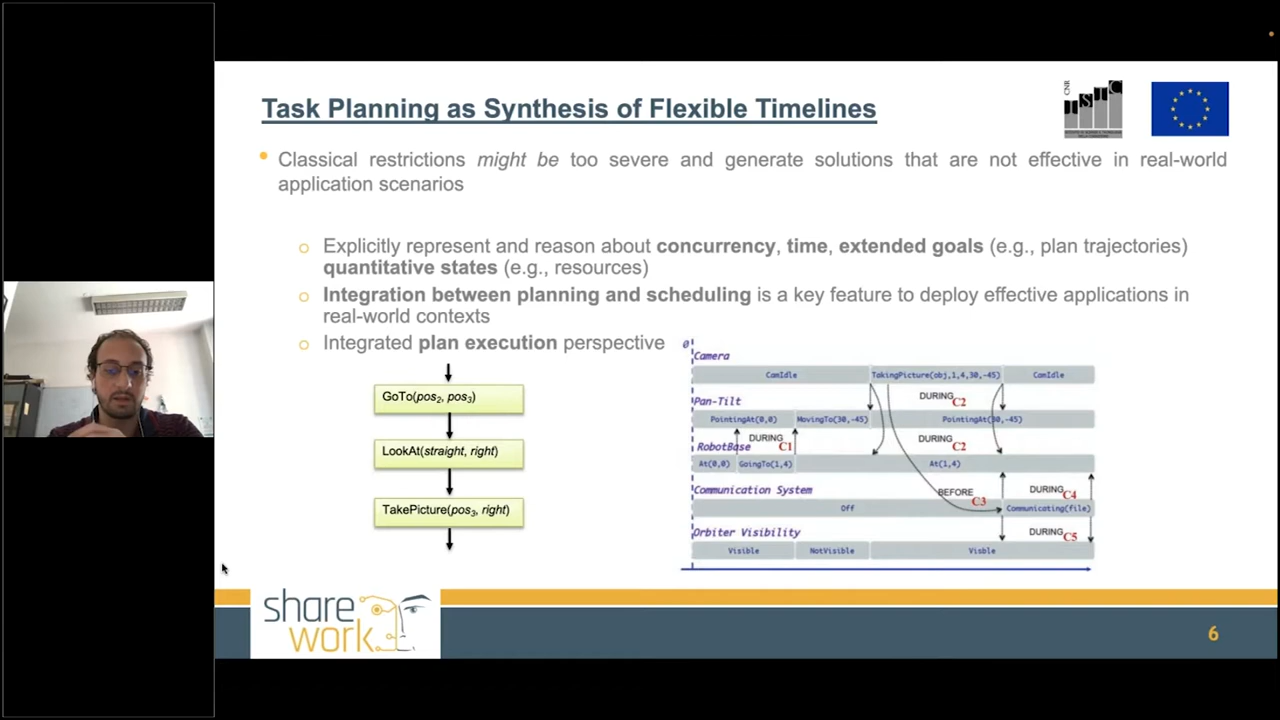 Task Planning as Synthesis of Flexible Timelines
CNR
Classical restrictions might be too severe and generate solutions that are not effective in real-world
application scenarios
Explicitly represent and reason about concurrency, time, extended goals (e.g., plan trajectories)
quantitative states (e.g., resources)
Integration between planning and scheduling is a key feature to deploy effective applications in
real-world contexts
Integrated plan execution perspective
GoTo(pos2, pos3)
LookAt(straight, right)
TakePicture(pos3, right)
0
Camera
CamIdle TakingPicture(obj,1,4,30,-45) CamIdle
DURING C2
Pan-Tilt
PointingAt(0,0) MovingTo(30,-45) PointingAt(30,-45)
DURING C1 DURING C2
RobotBase
At(0,0) GoingTo(1,4) At(1,4)
Communication System
BEFORE C3 DURING C4
Off Communicating(file)
Orbiter Visibility
DURING C5
Visible NotVisible Visble
share
work
6